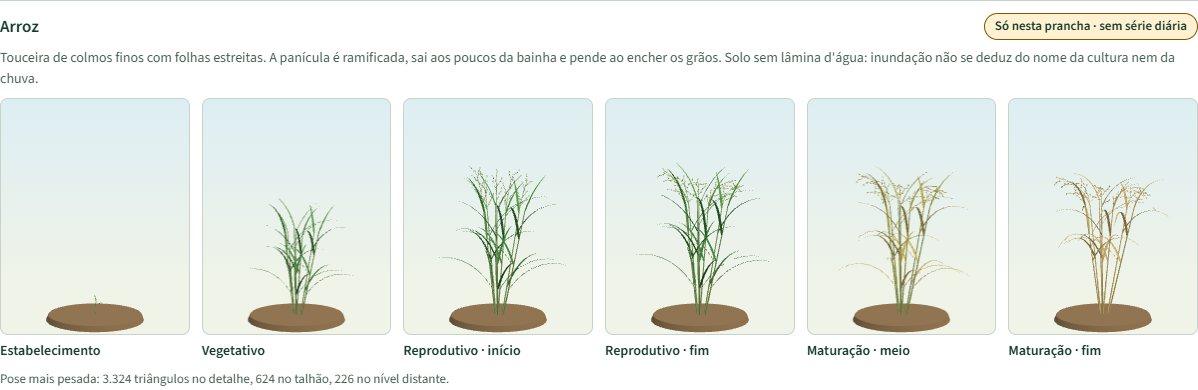 Arroz
Só nesta prancha · sem série diária
Touceira de colmos finos com folhas estreitas. A panícula é ramificada, sai aos poucos da bainha e pende ao encher os grãos. Solo sem lâmina d'água: inundação não se deduz do nome da cultura nem da
chuva.
Estabelecimento
Vegetativo
Reprodutivo · início
Reprodutivo · fim
Maturação · meio
Maturação · fim
Pose mais pesada: 3.324 triângulos no detalhe, 624 no talhão, 226 no nível distante.